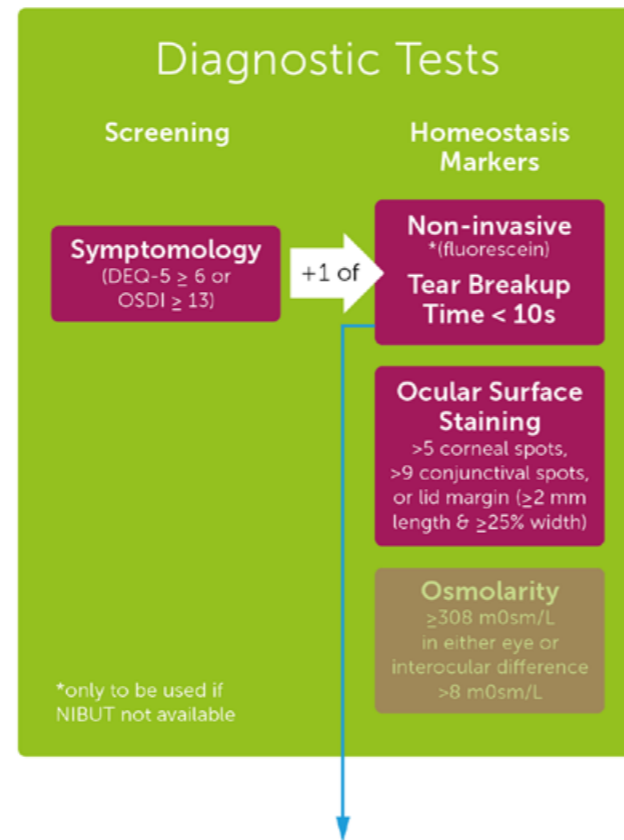 Diagnostic Tests
Screening
Homeostasis
Markers
Symptomology
(DEQ-5 ≥ 6 or
OSDI ≥ 13)
+1 of
Non-invasive
*(fluorescein)
Tear Breakup
Time < 10s
Ocular Surface
Staining
>5 corneal spots,
>9 conjunctival spots,
or lid margin (≥2 mm
length & ≥25% width)
Osmolarity
≥308 m0sm/L
in either eye or
interocular difference
>8 m0sm/L
*only to be used if
NIBUT not available